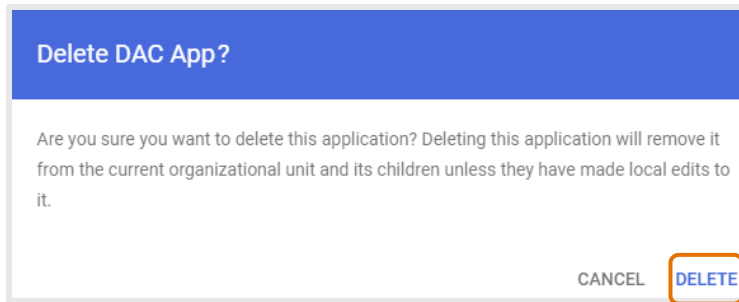 Delete DAC App?
Are you sure you want to delete this application? Deleting this application will remove it
from the current organizational unit and its children unless they have made local edits to
it.
CANCEL DELETE